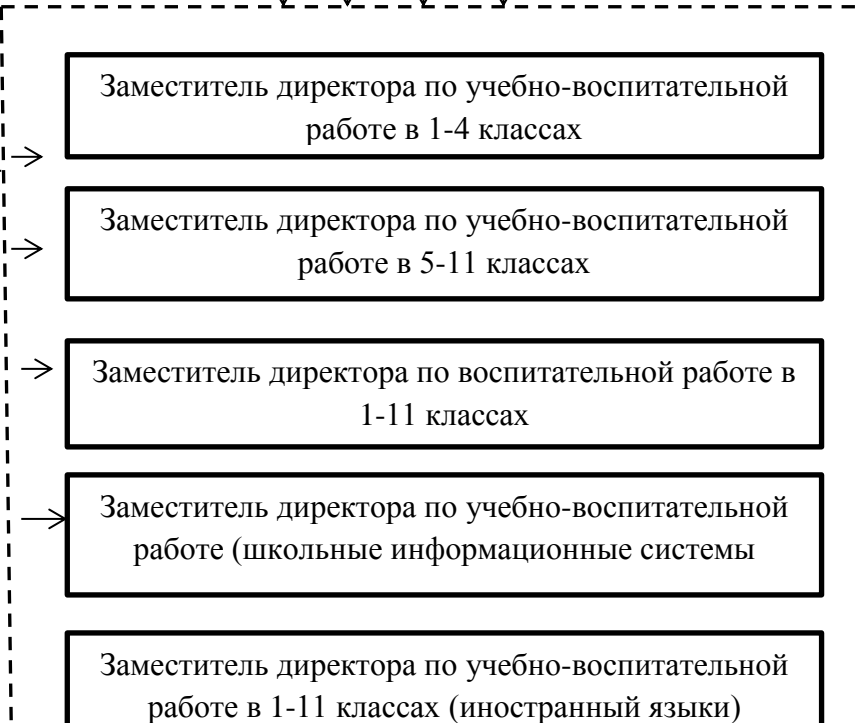 Заместитель директора по учебно-воспитательной
работе в 1-4 классах
Заместитель директора по учебно-воспитательной
работе в 5-11 классах
Заместитель директора по воспитательной работе в
1-11 классах
Заместитель директора по учебно-воспитательной
работе (школьные информационные системы
Заместитель директора по учебно-воспитательной
работе в 1-11 классах (иностранный языки)